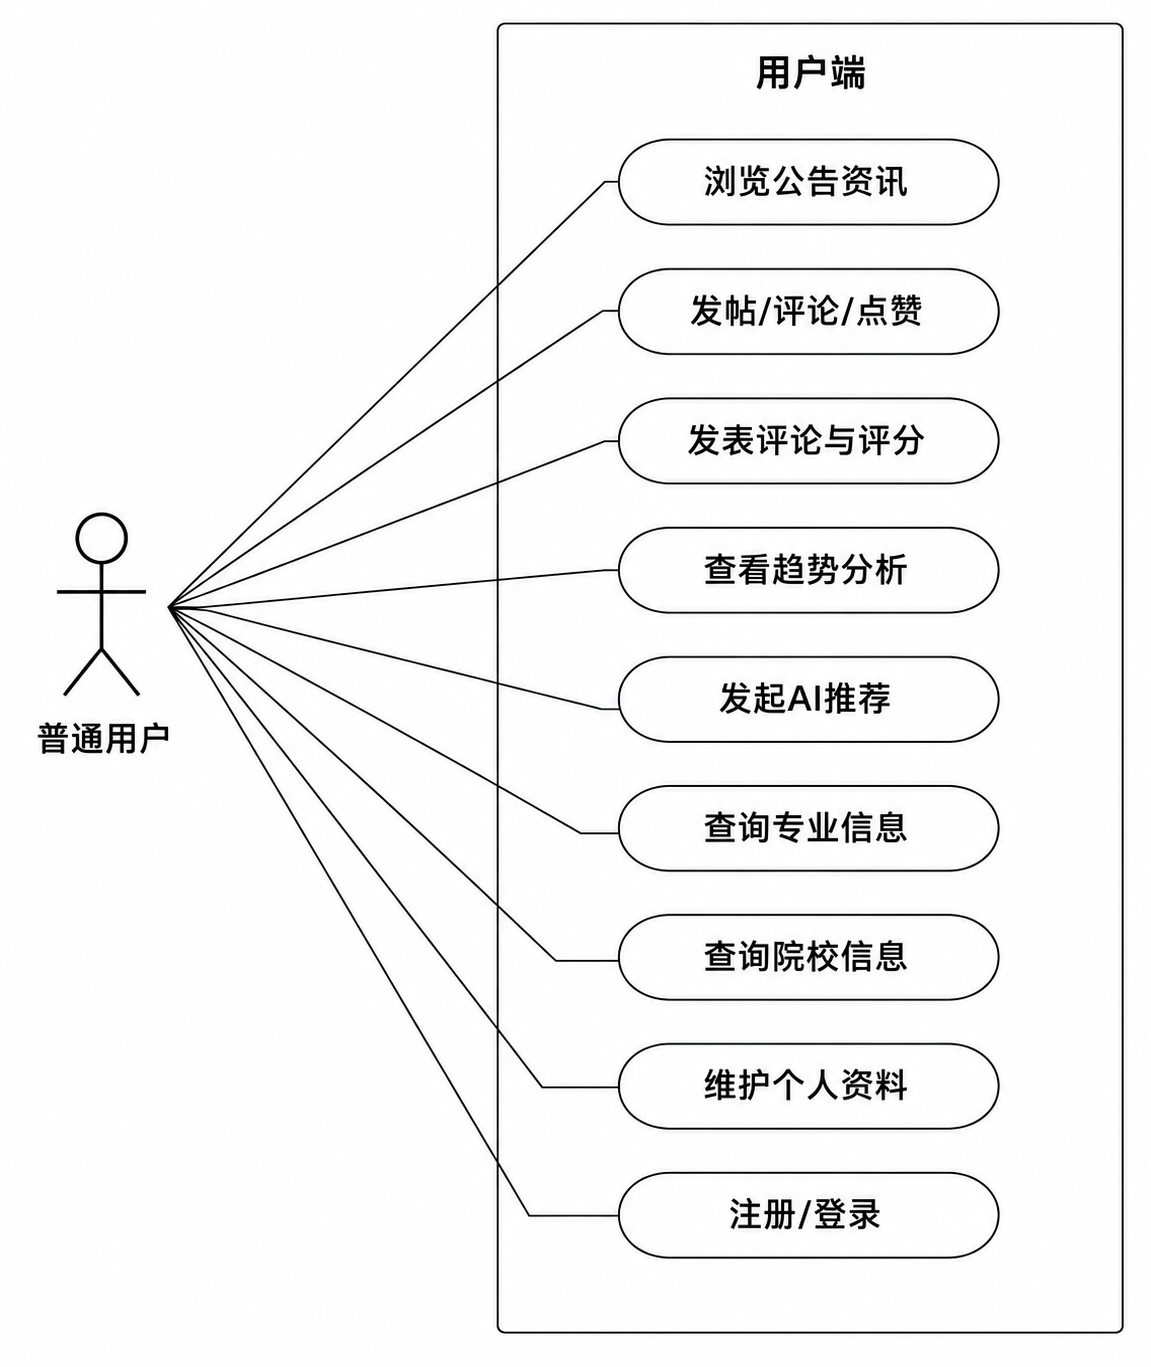 用户端
浏览公告资讯
发帖/评论/点赞
发表评论与评分
查看趋势分析
发起AI推荐
查询专业信息
查询院校信息
维护个人资料
注册/登录
普通用户